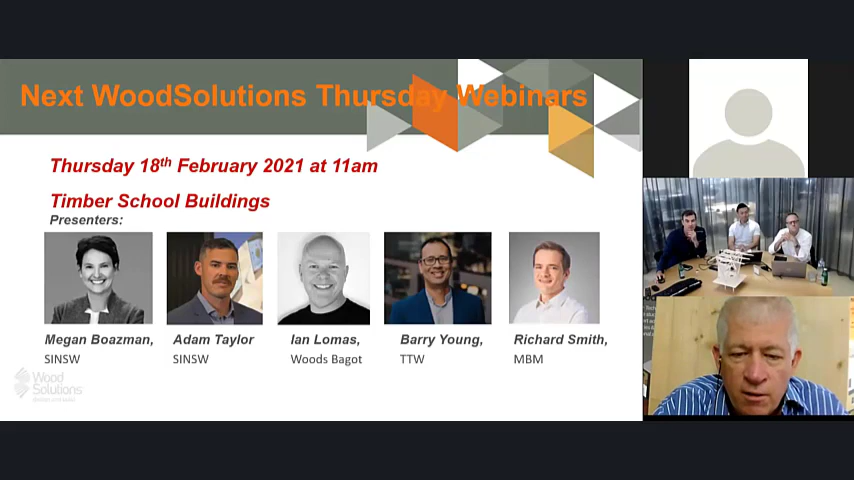 Next WoodSolutions Thursday Webinars
Thursday 18th February 2021 at 11am
Timber School Buildings
Presenters:
Megan Boazman,
SINSW
Adam Taylor
SINSW
Ian Lomas,
Woods Bagot
Barry Young,
TTW
Richard Smith,
MBM
Wood
Solutions